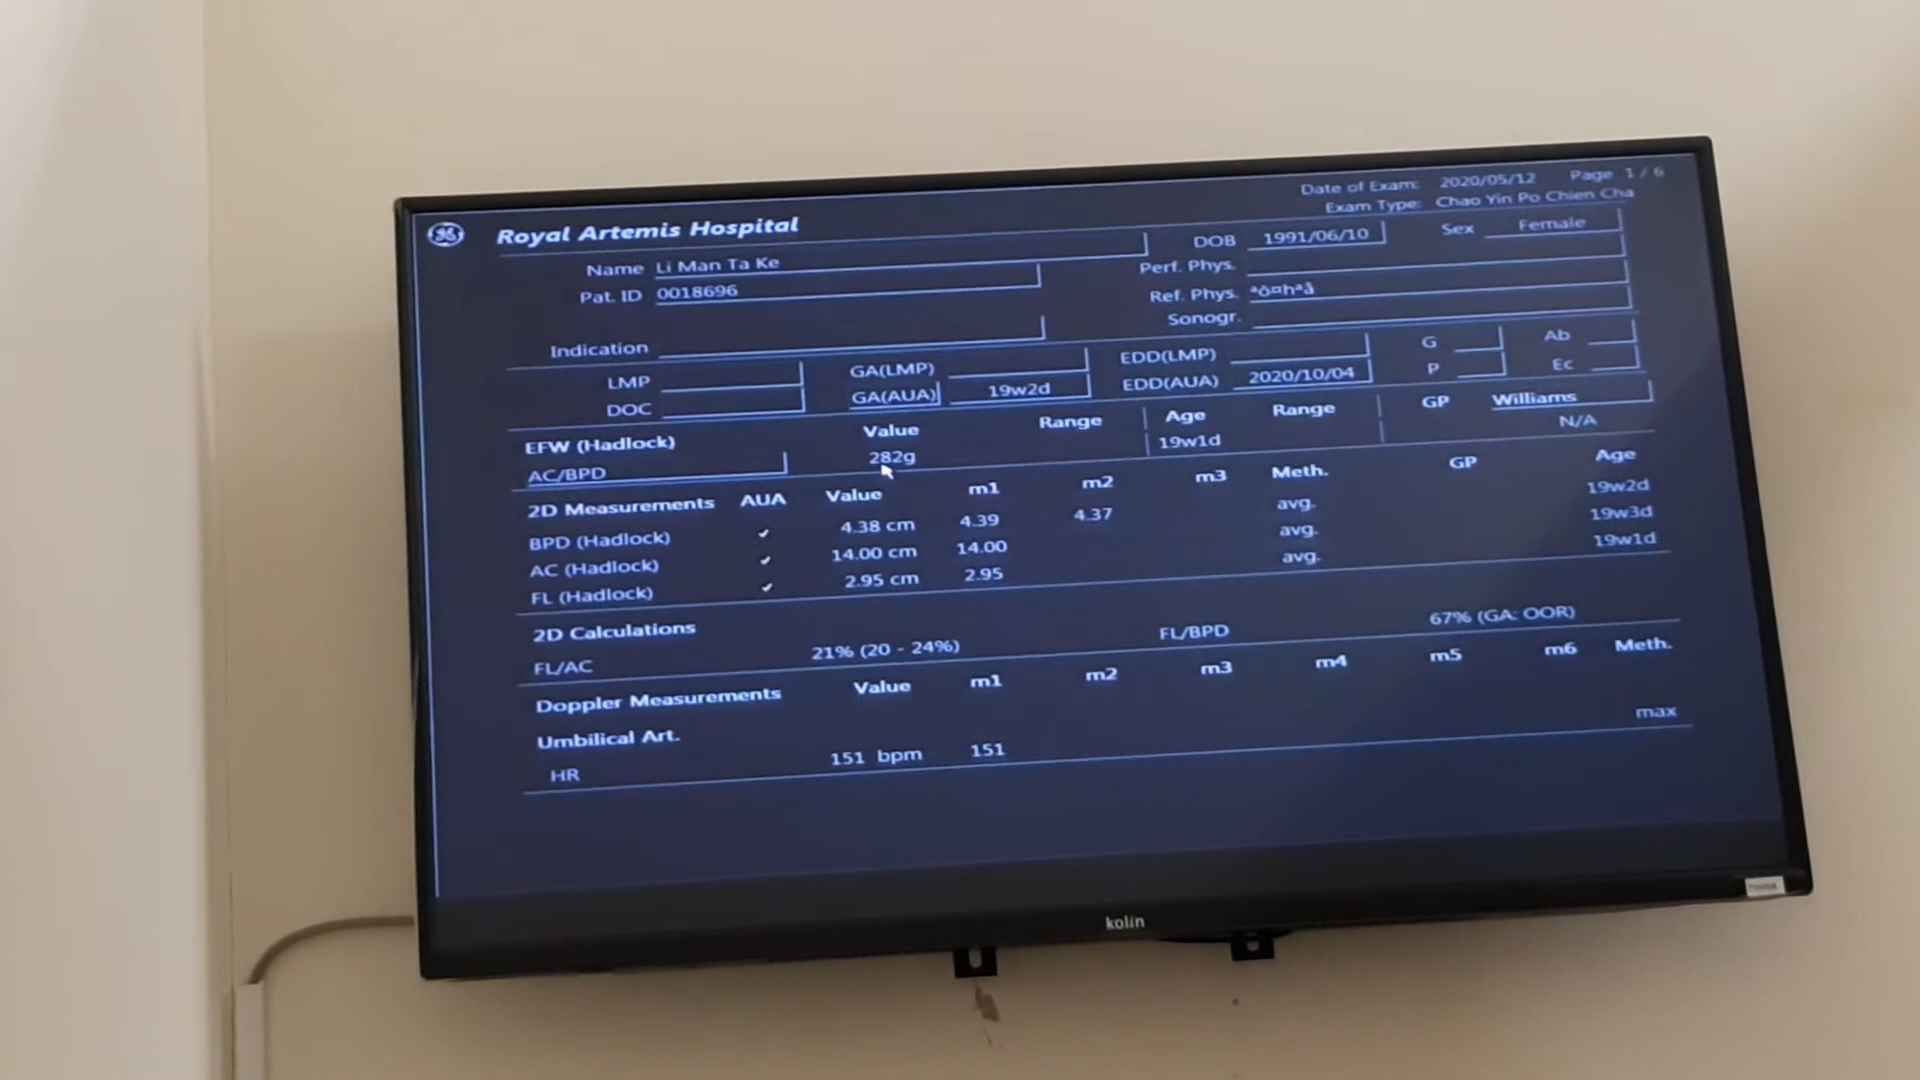 Date of Exam: 2020/05/12 Page 1 / 6
Royal Artemis Hospital Exam Type: Chao Yin Po Chien Cha
Name Li Man Ta Ke DOB 1991/06/10 Sex Female
Pat. ID 0018696 Perf. Phys.
Ref. Phys. ªô¤hªå
Sonogr.
Indication
LMP GA(LMP) EDD(LMP) G Ab
DOC GA(AUA) 19w2d EDD(AUA) 2020/10/04 P Ec
EFW (Hadlock) Value Range Age Range GP Williams
AC/BPD 282g 19w1d N/A
2D Measurements AUA Value m1 m2 m3 Meth. GP Age
BPD (Hadlock) ✓ 4.38 cm 4.39 4.37 avg. 19w2d
AC (Hadlock) ✓ 14.00 cm 14.00 avg. 19w3d
FL (Hadlock) ✓ 2.95 cm 2.95 avg. 19w1d
2D Calculations
FL/AC 21% (20 - 24%) FL/BPD 67% (GA: OOR)
Doppler Measurements Value m1 m2 m3 m4 m5 m6 Meth.
Umbilical Art.
HR 151 bpm 151 max
kolin